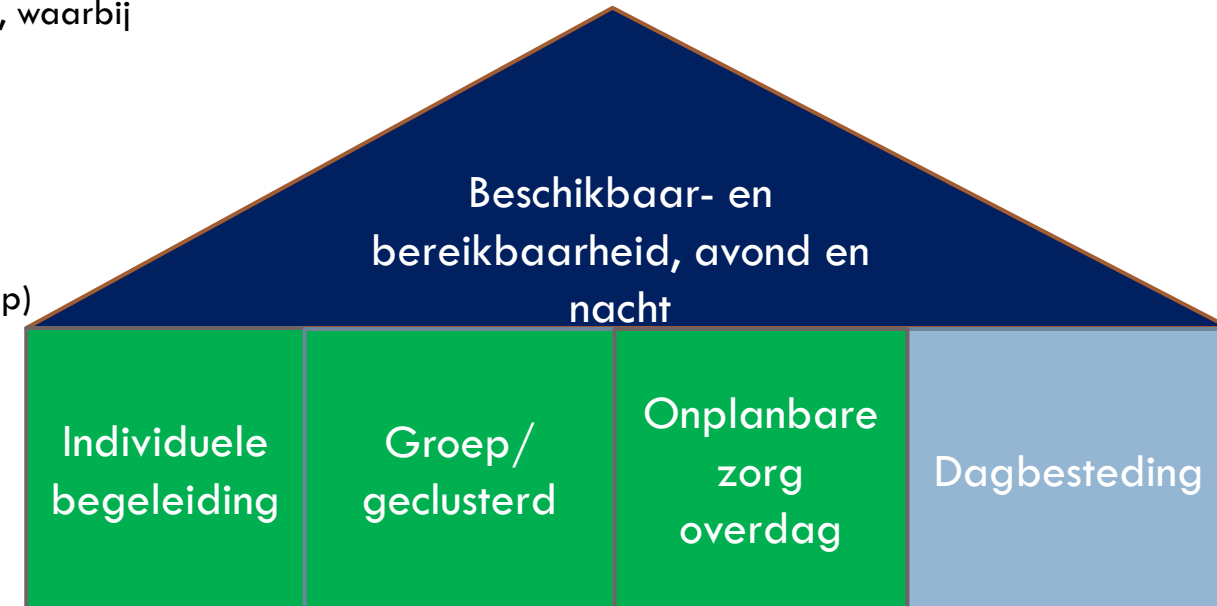 , waarbij
Beschikbaar- en
bereikbaarheid, avond en
nacht
p)
Individuele
begeleiding
Groep/
geclusterd
Onplanbare
zorg
overdag
Dagbesteding